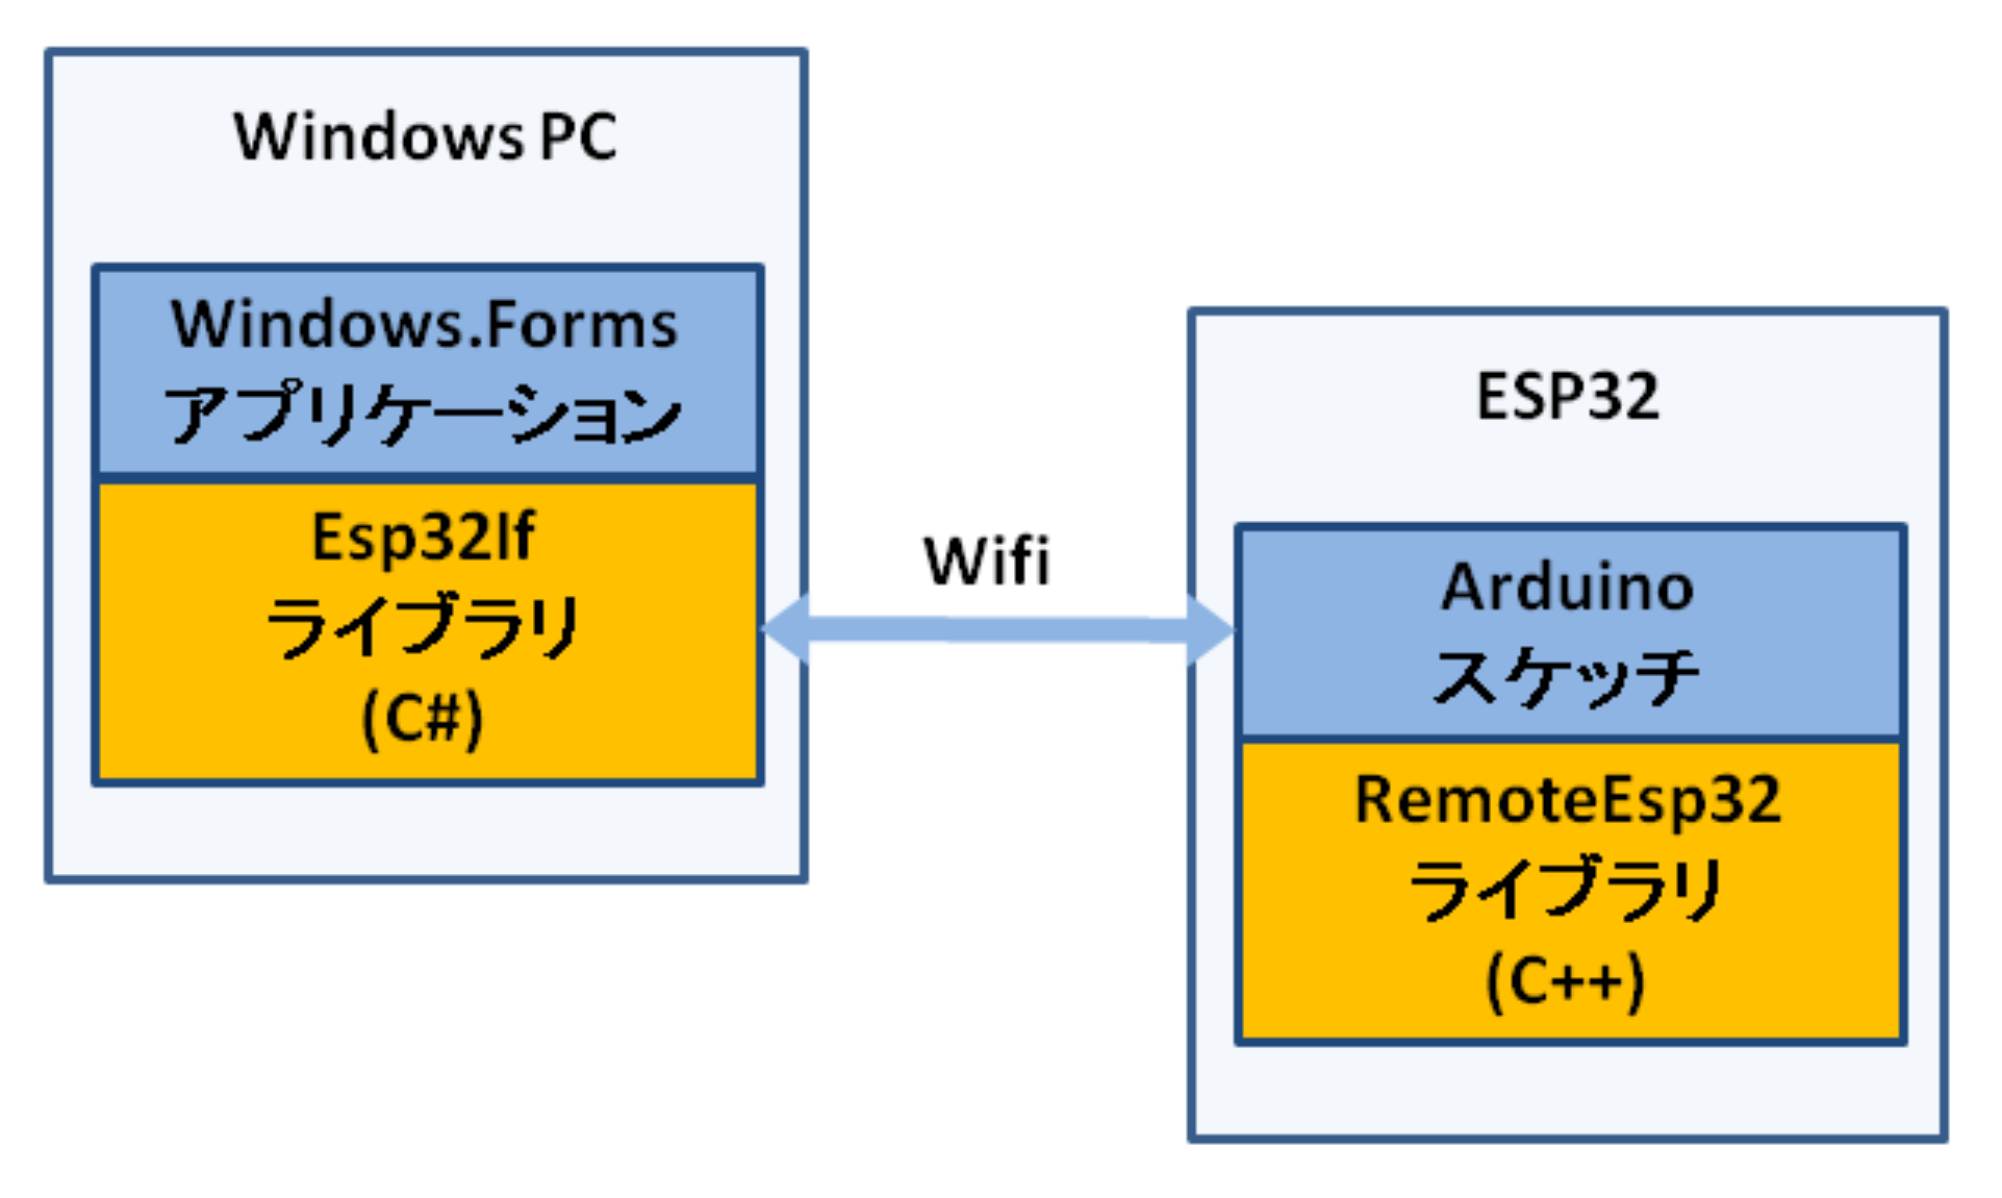 Windows PC
Windows.Forms
アプリケーション
Esp32If
ライブラリ
(C#)
Wifi
ESP32
Arduino
スケッチ
RemoteEsp32
ライブラリ
(C++)